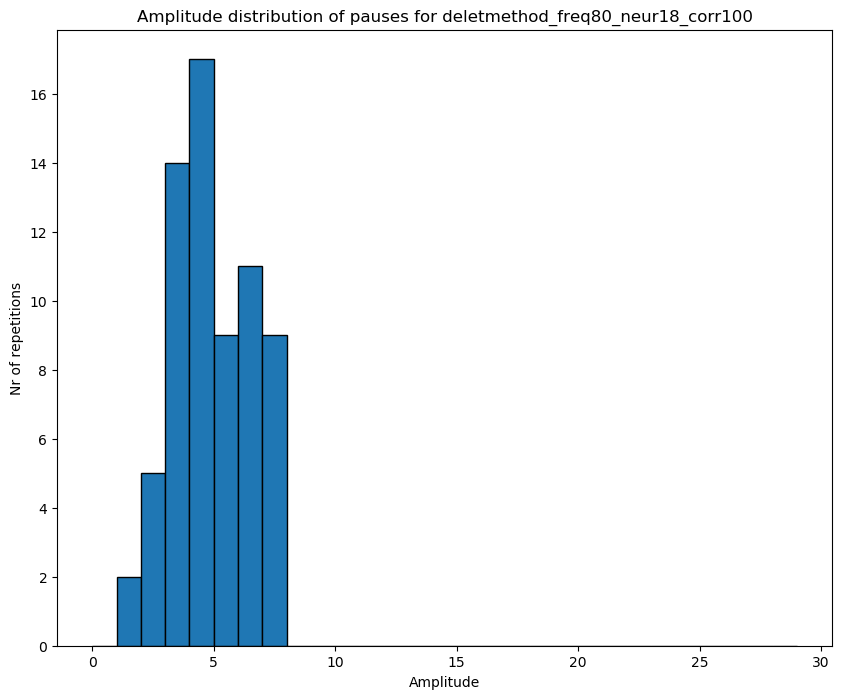 Amplitude distribution of pauses for deletmethod_freq80_neur18_corr100
Nr of repetitions
16
14
12
10
8
6
4
2
0
0 5 10 15 20 25 30
Amplitude